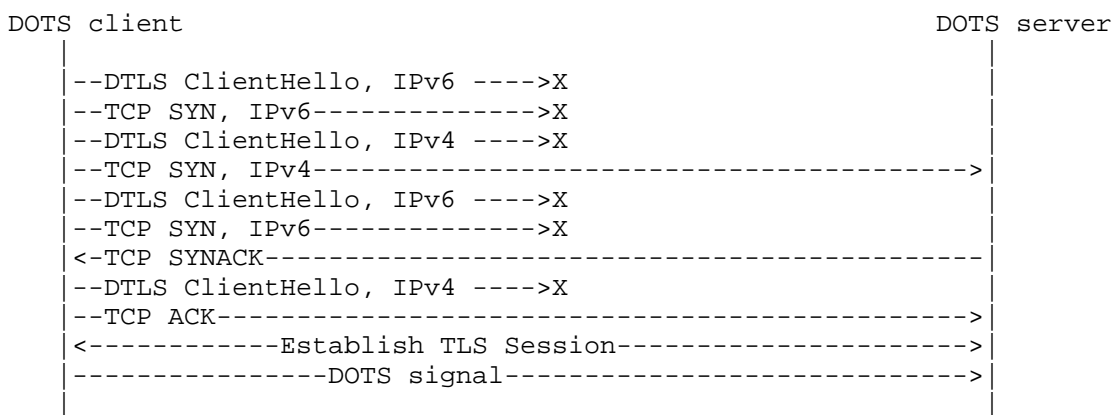 DOTS client                                               DOTS server
   |                                                         |
   |--DTLS ClientHello, IPv6 ---->X                          |
   |--TCP SYN, IPv6-------------->X                          |
   |--DTLS ClientHello, IPv4 ---->X                          |
   |--TCP SYN, IPv4----------------------------------------->|
   |--DTLS ClientHello, IPv6 ---->X                          |
   |--TCP SYN, IPv6-------------->X                          |
   |<-TCP SYNACK---------------------------------------------|
   |--DTLS ClientHello, IPv4 ---->X                          |
   |--TCP ACK----------------------------------------------->|
   |<------------Establish TLS Session---------------------->|
   |----------------DOTS signal----------------------------->|
   |                                                         |